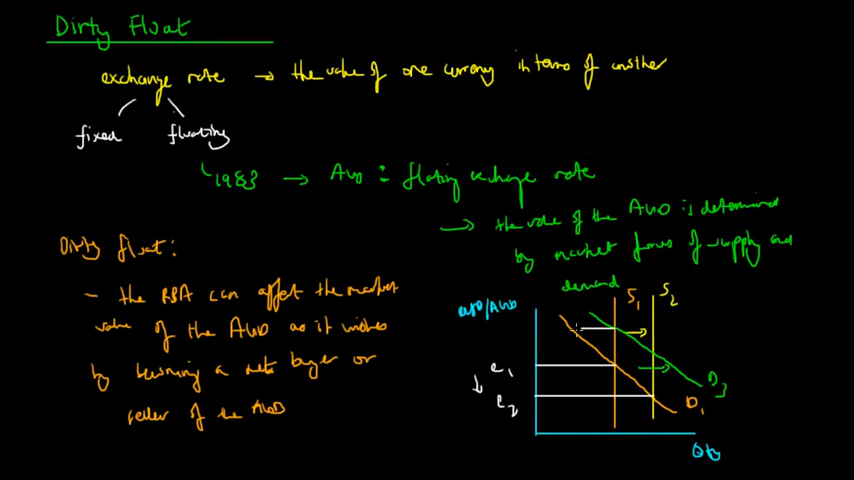 Dirty Float
exchange rate → the value of one currency in terms of another
fixed floating
1983 → AUD = floating exchange rate
→ the value of the AUD is determined
by market forces of supply and
demand
Dirty float:
- the RBA can affect the market
value of the AUD as it wishes
by becoming a net buyer or
seller of the AUD
S1 S2
e1
e2
D1
Qty